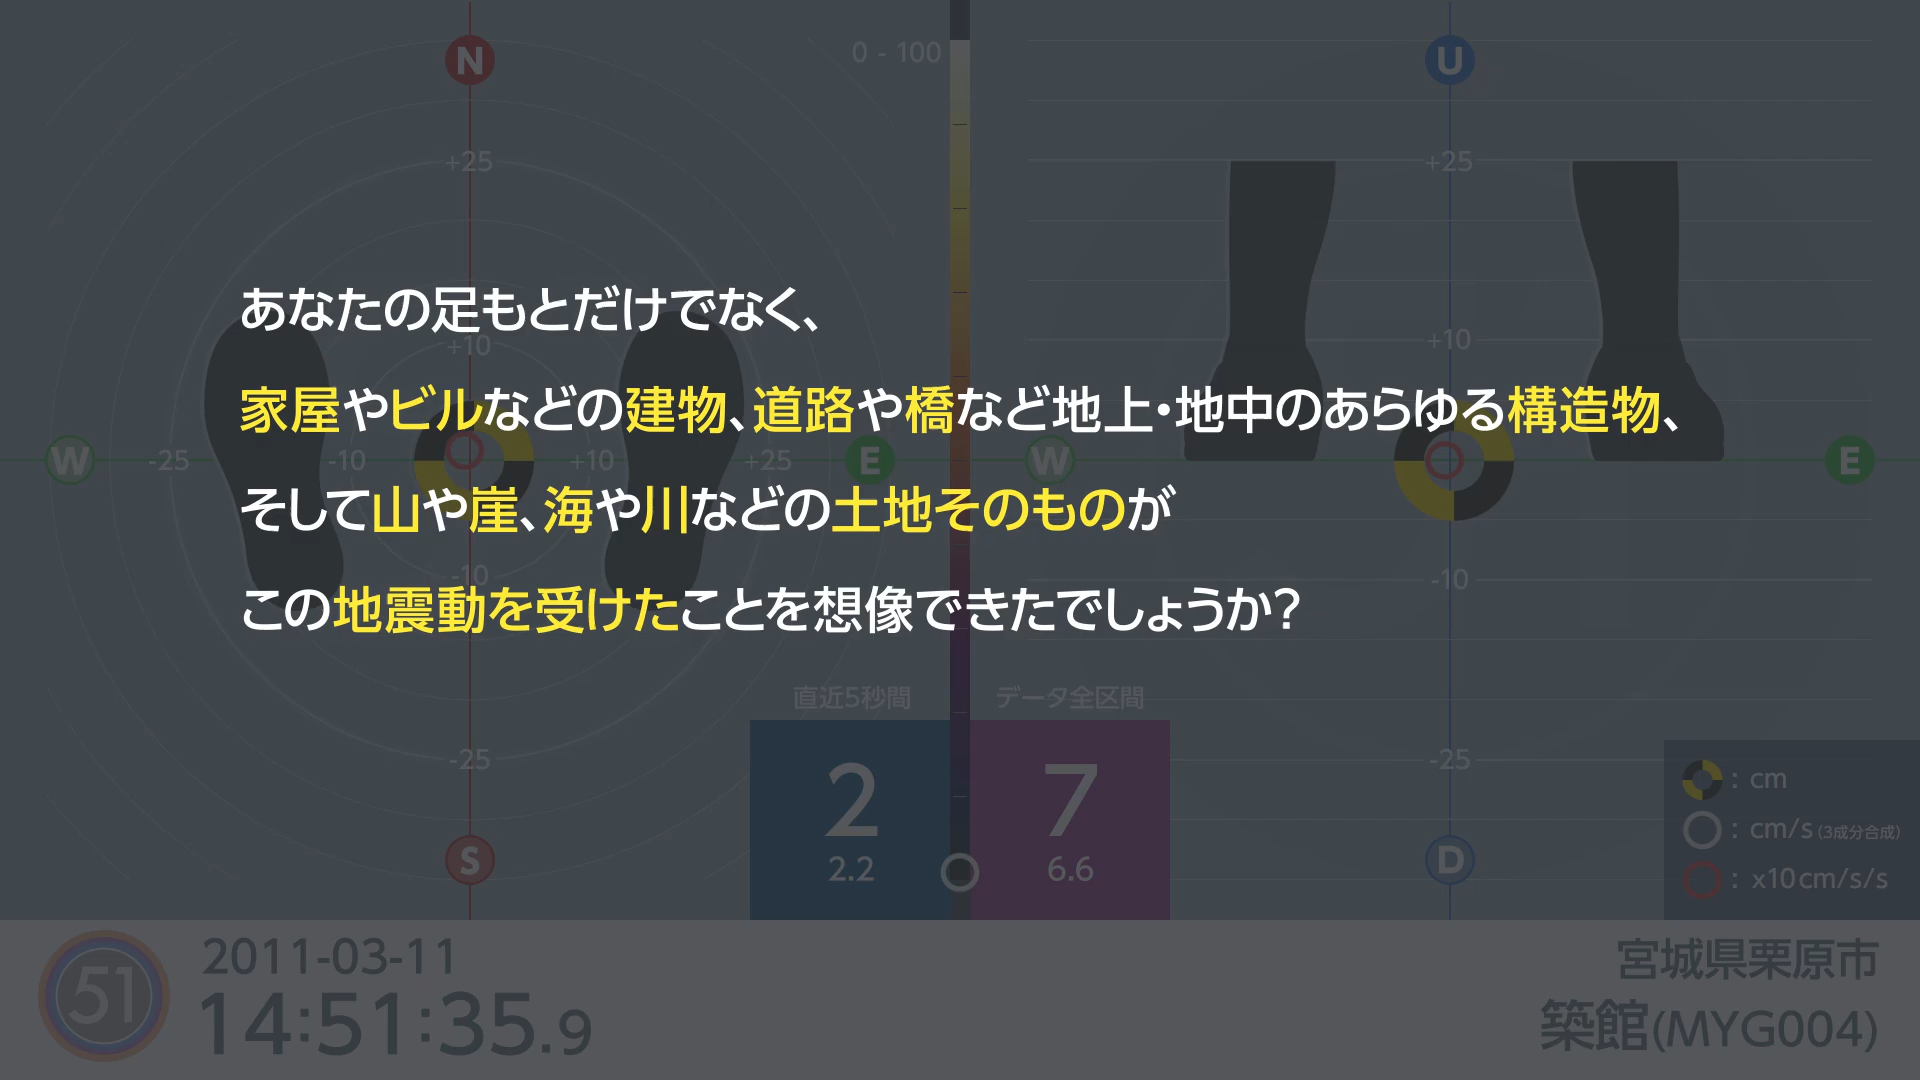 N
0 - 100
U
+25
+25
あなたの足もとだけでなく、
+10
+10
家屋やビルなどの建物、道路や橋など地上・地中のあらゆる構造物、
W
-25
-10
+10
+25
E
W
E
そして山や崖、海や川などの土地そのものが
-10
-10
この地震動を受けたことを想像できたでしょうか?
直近5秒間
データ全区間
-25
-25
2
2.2
7
6.6
: cm
: cm/s (3成分合成)
: x10cm/s/s
S
D
51
2011-03-11
14:51:35.9
宮城県栗原市
築館(MYG004)